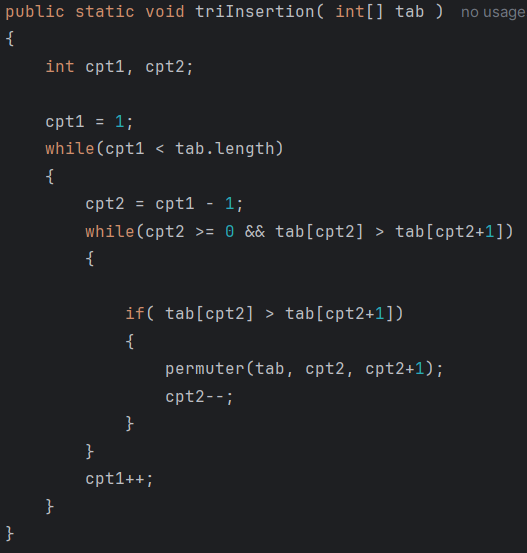 public static void triInsertion( int[] tab )  no usage
{
    int cpt1, cpt2;

    cpt1 = 1;
    while(cpt1 < tab.length)
    {
        cpt2 = cpt1 - 1;
        while(cpt2 >= 0 && tab[cpt2] > tab[cpt2+1])
        {

            if( tab[cpt2] > tab[cpt2+1])
            {
                permuter(tab, cpt2, cpt2+1);
                cpt2--;
            }
        }
        cpt1++;
    }
}